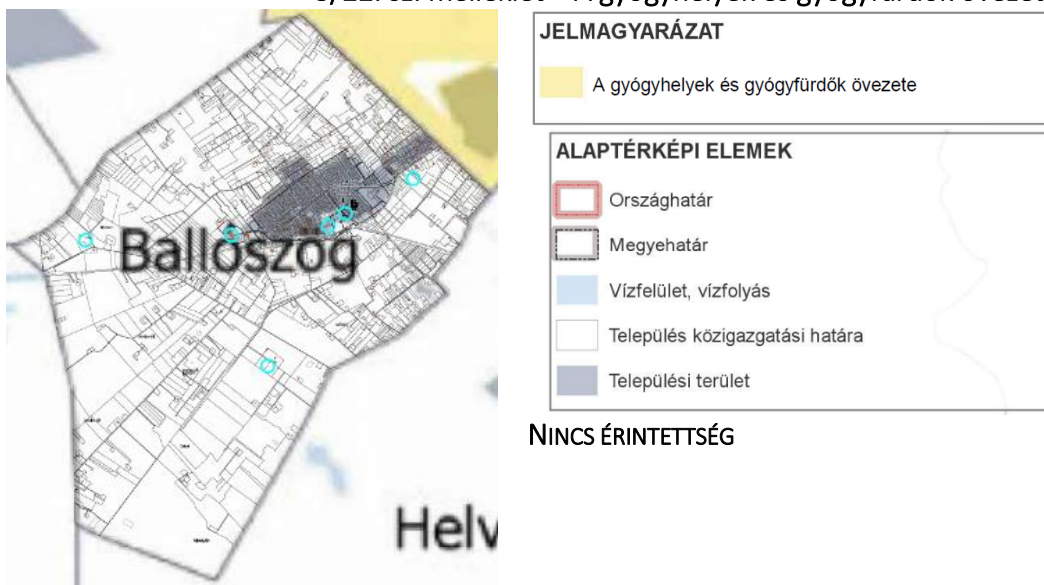 JELMAGYARÁZAT
A gyógyhelyek és gyógyfürdők övezete
ALAPTÉRKÉPI ELEMEK
Országhatár
Megyehatár
Vízfelület, vízfolyás
Település közigazgatási határa
Települési terület
NINCS ÉRINTETTSÉG
Ballószög
Helv